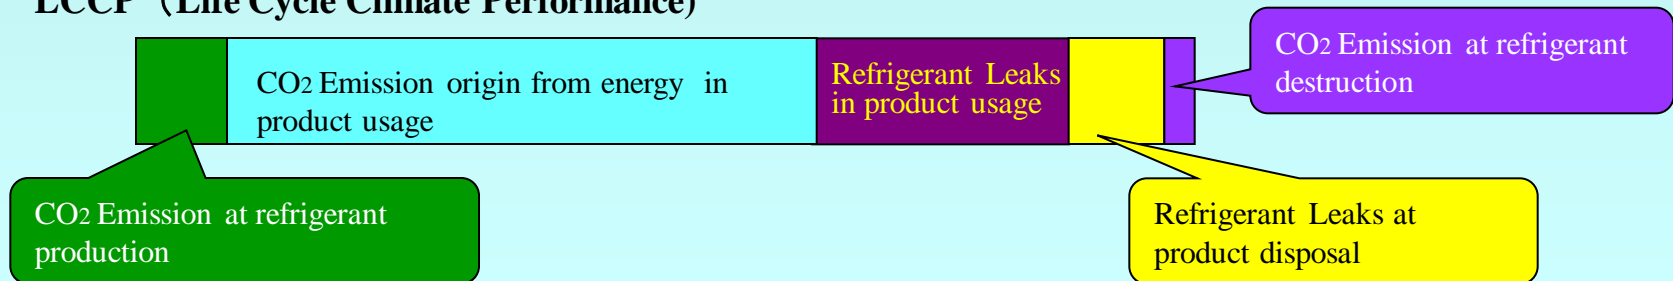 LCCP（Life Cycle Climate Performance)
CO2 Emission origin from energy in
product usage
Refrigerant Leaks
in product usage
CO2 Emission at refrigerant
destruction
CO2 Emission at refrigerant
production
Refrigerant Leaks at
product disposal